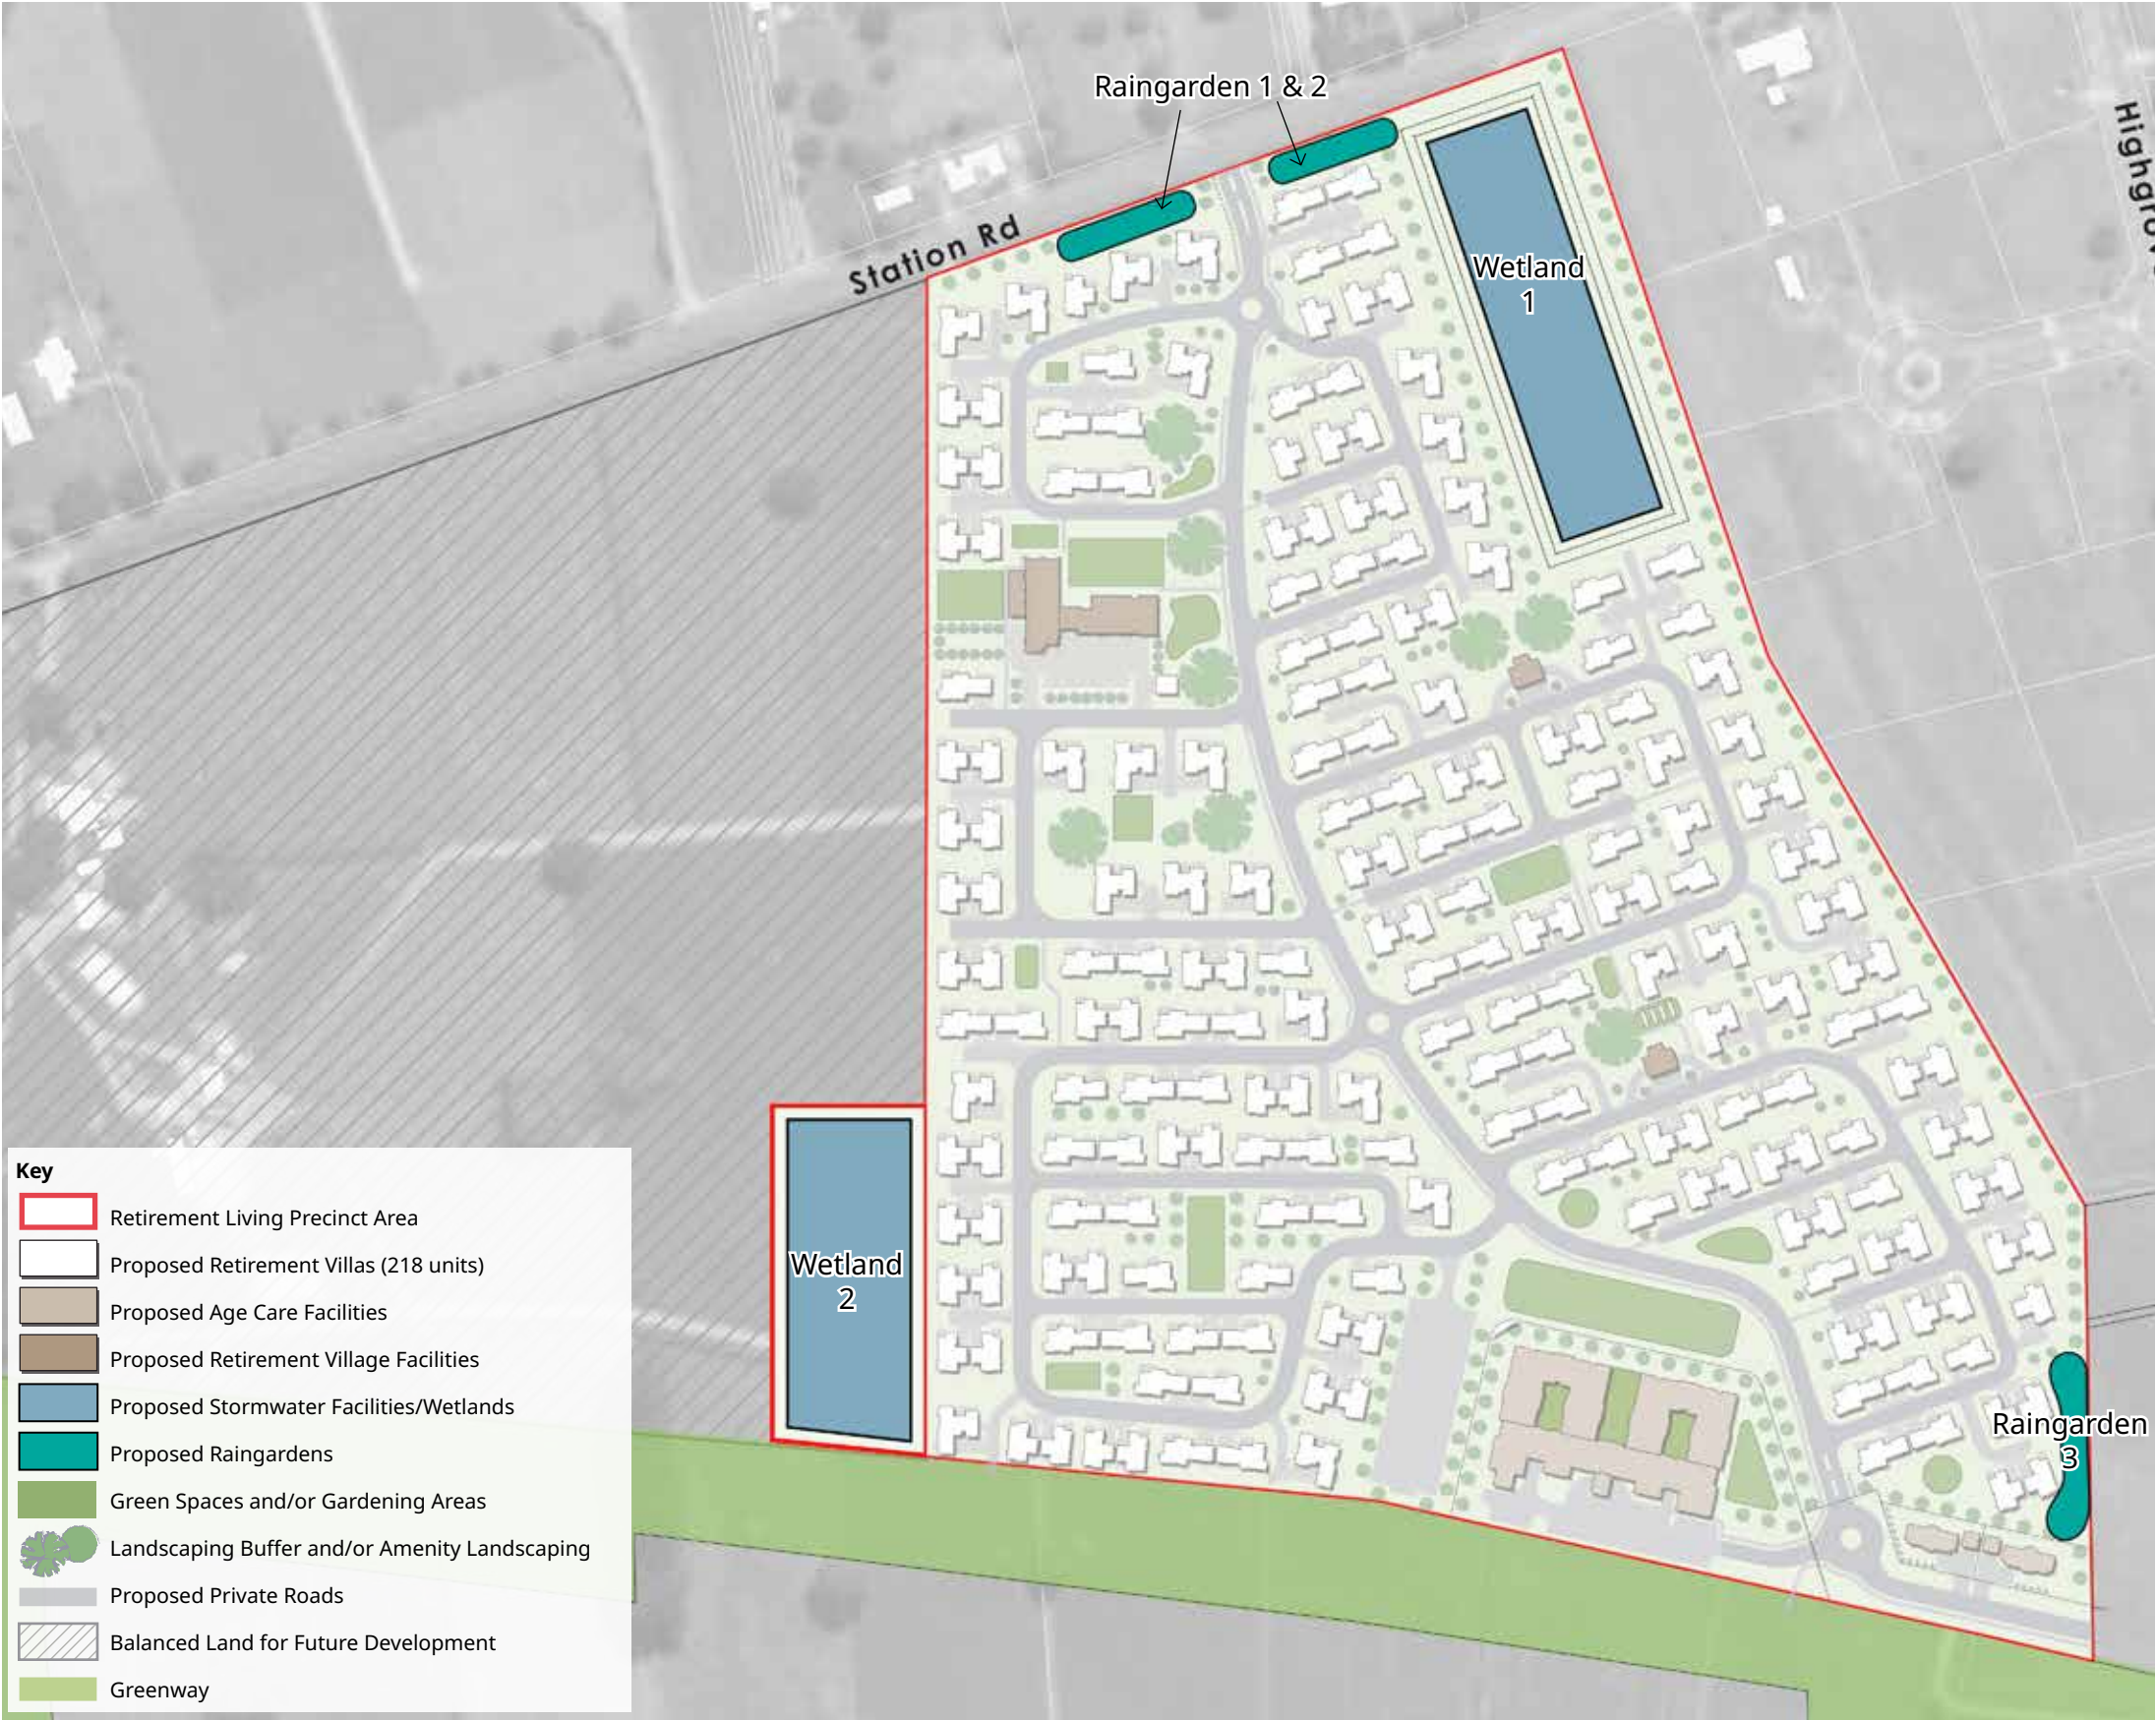 Raingarden 1 & 2
Station Rd
Wetland
1
Wetland
2
Raingarden
3
Key
Retirement Living Precinct Area
Proposed Retirement Villas (218 units)
Proposed Age Care Facilities
Proposed Retirement Village Facilities
Proposed Stormwater Facilities/Wetlands
Proposed Raingardens
Green Spaces and/or Gardening Areas
Landscaping Buffer and/or Amenity Landscaping
Proposed Private Roads
Balanced Land for Future Development
Greenway